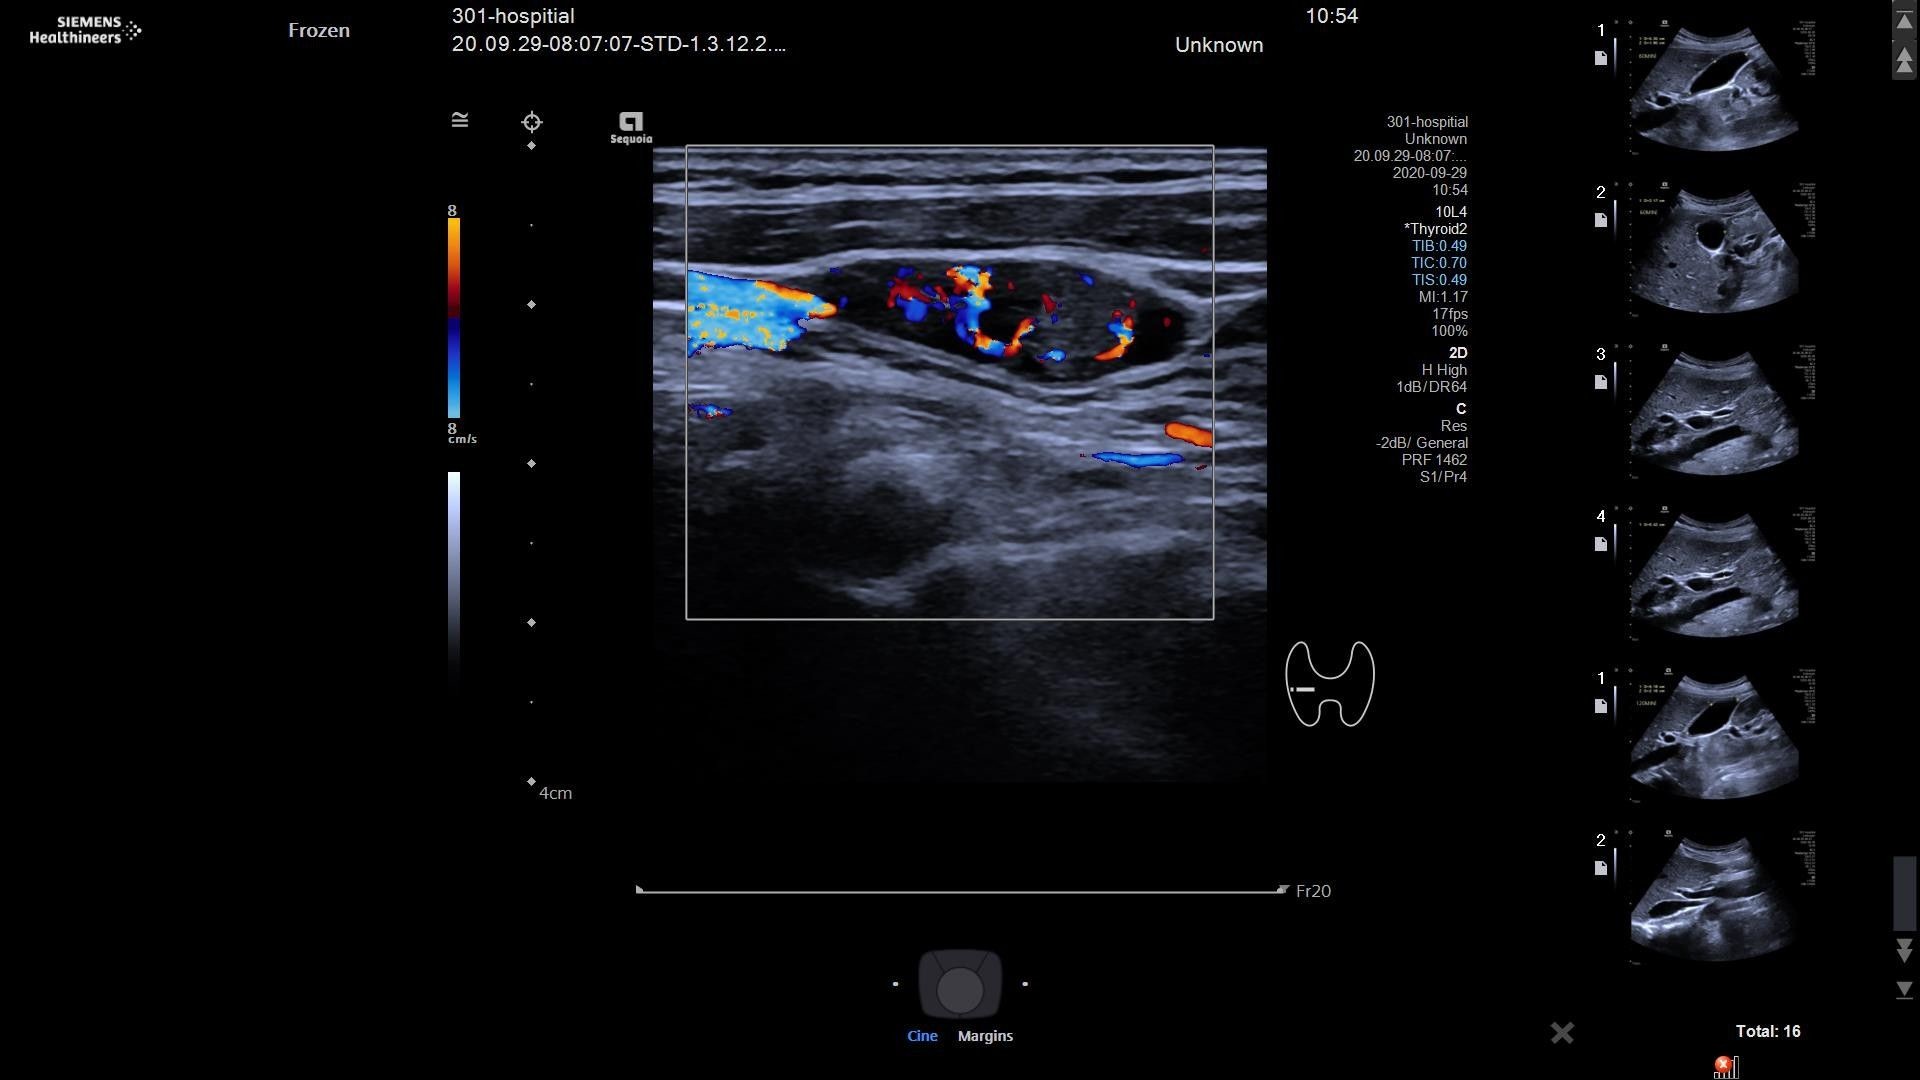 SIEMENS
Healthineers
Frozen
301-hospitial
20.09.29-08:07:07-STD-1.3.12.2....
10:54
Unknown
Sequoia
8
8
cm/s
4cm
301-hospitial
Unknown
20.09.29-08:07:...
2020-09-29
10:54
10L4
*Thyroid2
TIB:0.49
TIC:0.70
TIS:0.49
MI:1.17
17fps
100%
2D
H High
1dB/DR64
C
Res
-2dB/ General
PRF 1462
S1/Pr4
Fr20
Cine Margins
1
60MINI
2
60MINI
3
4
1
120MINI
2
Total: 16